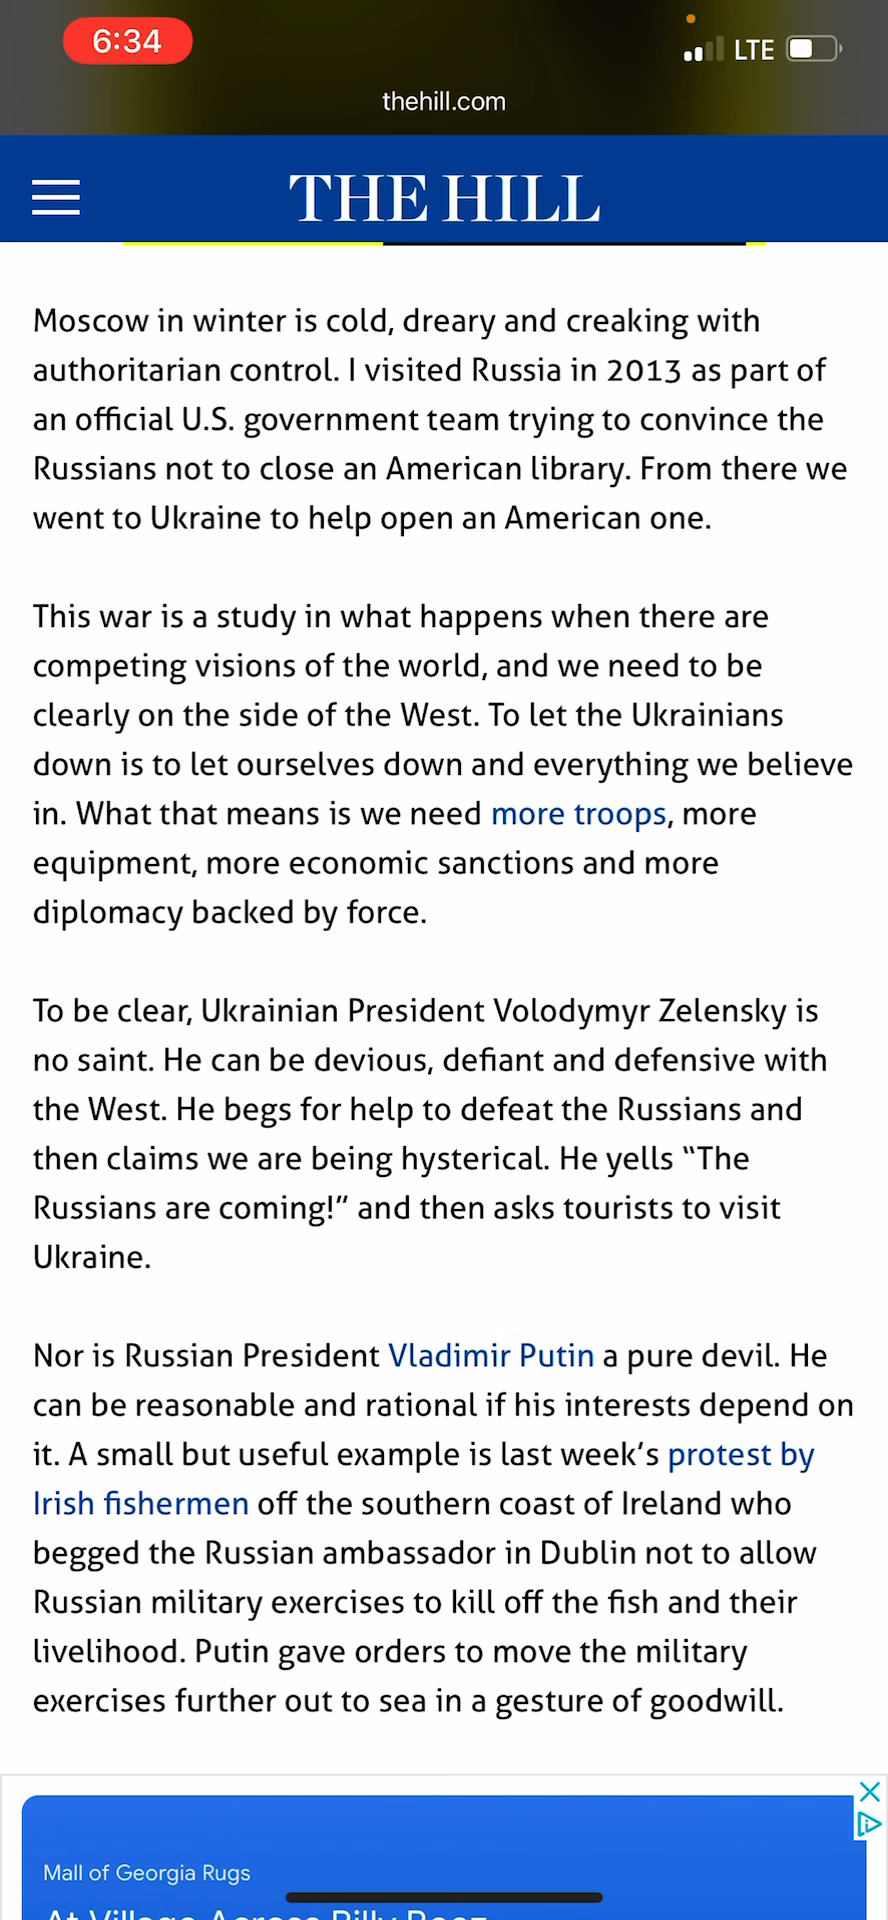 6:34
LTE
thehill.com
THE HILL
Moscow in winter is cold, dreary and creaking with
authoritarian control. I visited Russia in 2013 as part of
an official U.S. government team trying to convince the
Russians not to close an American library. From there we
went to Ukraine to help open an American one.
This war is a study in what happens when there are
competing visions of the world, and we need to be
clearly on the side of the West. To let the Ukrainians
down is to let ourselves down and everything we believe
in. What that means is we need more troops, more
equipment, more economic sanctions and more
diplomacy backed by force.
To be clear, Ukrainian President Volodymyr Zelensky is
no saint. He can be devious, defiant and defensive with
the West. He begs for help to defeat the Russians and
then claims we are being hysterical. He yells “The
Russians are coming!” and then asks tourists to visit
Ukraine.
Nor is Russian President Vladimir Putin a pure devil. He
can be reasonable and rational if his interests depend on
it. A small but useful example is last week’s protest by
Irish fishermen off the southern coast of Ireland who
begged the Russian ambassador in Dublin not to allow
Russian military exercises to kill off the fish and their
livelihood. Putin gave orders to move the military
exercises further out to sea in a gesture of goodwill.
Mall of Georgia Rugs
At Village Across Billy